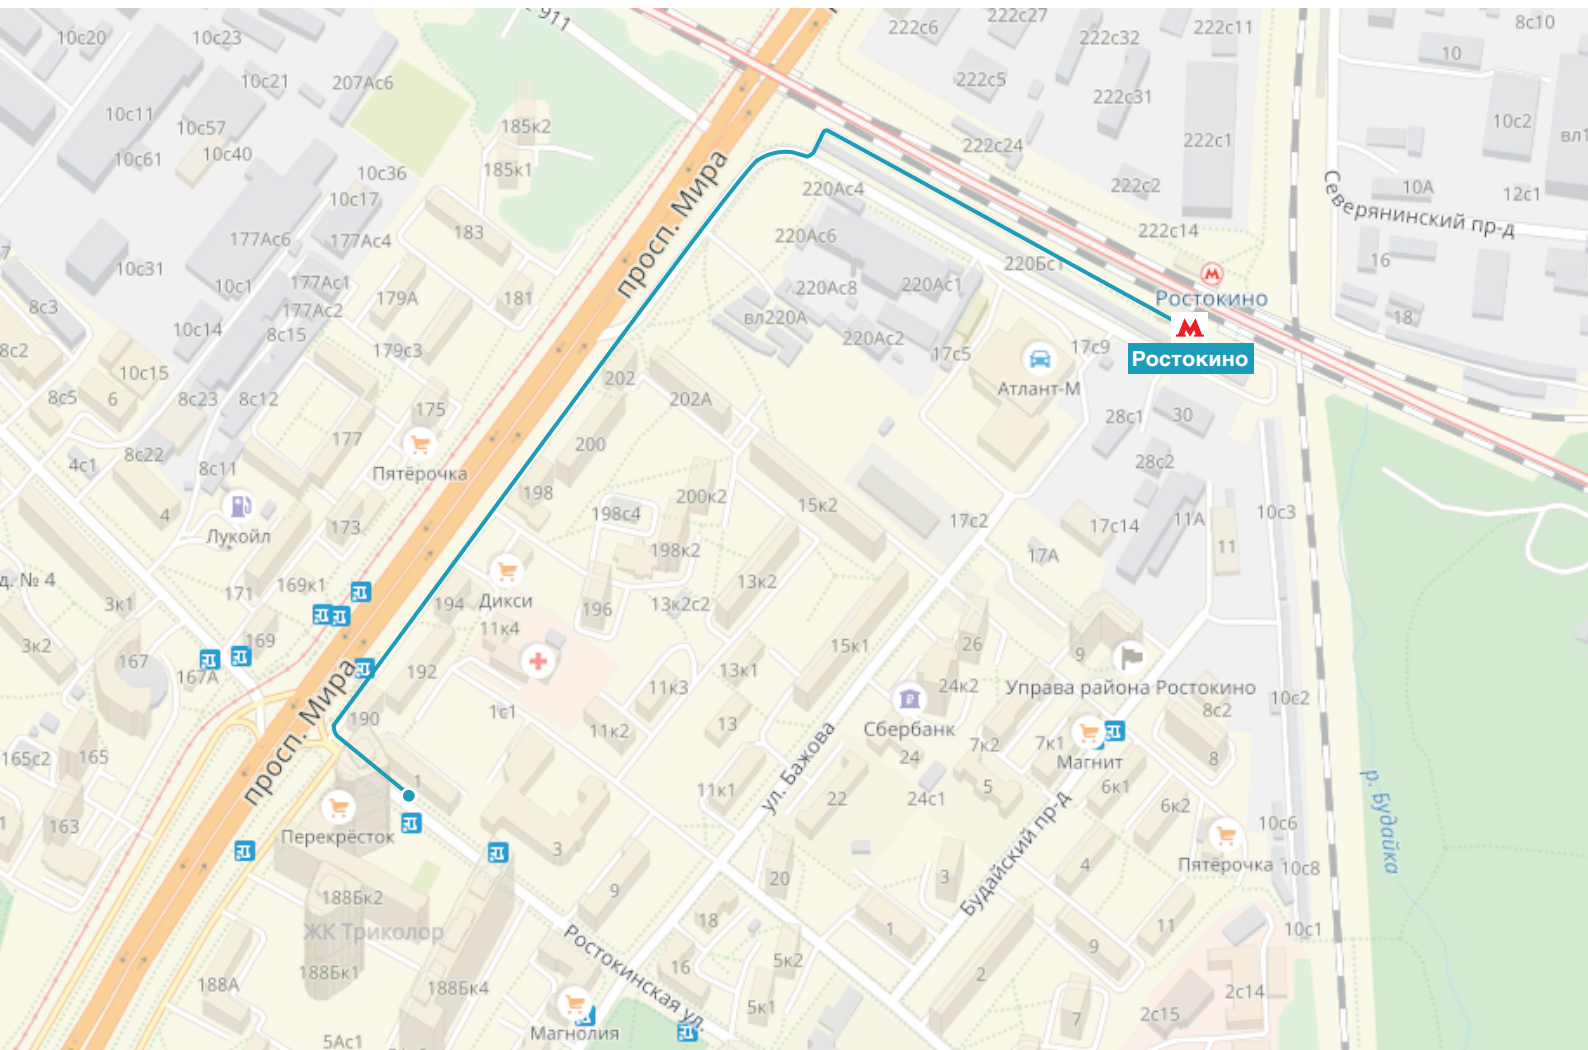 911
10с20
10с23
222с6
222с27
222с32
222с11
8с10
10
10с21
207Ас6
222с5
222с31
10с11
10с57
185к2
10с2
вл1
10с61
10с40
222с24
222с1
10с36
185к1
просп. Мира
220Ас4
222с2
10А
12с1
Северянинский пр-д
10с17
183
177Ас6
177Ас4
220Ас6
222с14
220Бс1
16
10с31
10с1
177Ас1
179А
181
220Ас8
220Ас1
Ростокино
8с3
177Ас2
вл220А
18
10с14
8с15
220Ас2
8с2
179с3
17с5
17с9
Ростокино
10с15
202
Атлант-М
8с5
6
8с23
8с12
175
202А
28с1
30
177
200
4с1
8с22
8с11
Пятёрочка
28с2
198
200к2
15к2
4
173
198с4
17с2
11А
10с3
Лукойл
17с14
198к2
17А
11
д. № 4
171
169к1
Дикси
13к2
3к1
194
196
13к2с2
11к4
3к2
169
26
15к1
9
167
167А
192
13к1
11к3
24к2
Управа района Ростокино
просп. Мира
190
1с1
13
11к2
Сбербанк
10с2
8с2
165с2
165
7к2
7к1
24
Магнит
8
1
11к1
ул. Бажова
22
24с1
5
6к1
6к2
р. Будайка
163
1
Перекрёсток
3
10с6
Пятёрочка
10с8
9
20
3
Будайский пр-д
4
188Бк2
18
1
11
10с1
ЖК Триколор
Ростокинская ул.
9
188Бк1
16
5к2
2
188А
188Бк4
2с14
5к1
7
2с15
Магнолия
5Ас1